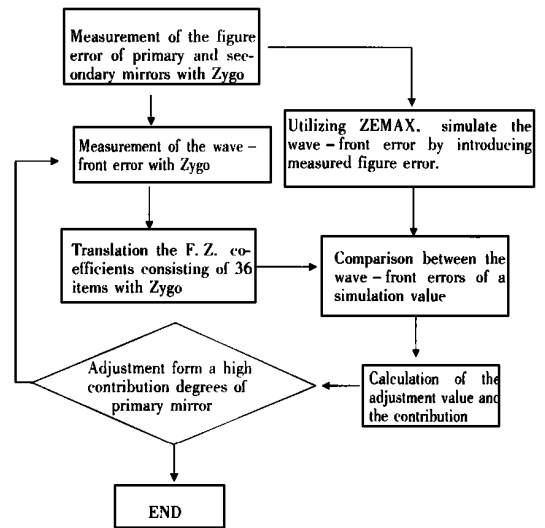 Measurement of the figure
error of primary and sec-
ondary mirrors with Zygo
Measurement of the wave –
front error with Zygo
Utilizing ZEMAX. simulate the
wave – front error by introducing
measured figure error.
Translation the F. Z. co-
efficients consisting of 36
items with Zygo
Comparison between the
wave – front errors of a
simulation value
Adjustment form a high
contribution degrees of
primary mirror
Calculation of the
adjustment value and
the contribution
END